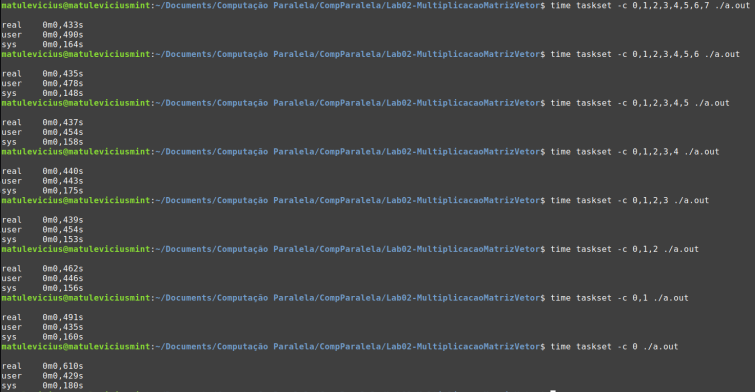 matulevicius@matuleviciusmint:~/Documents/Computação Paralela/CompParalela/Lab02-MultiplicacaoMatrizVetor$ time taskset -c 0,1,2,3,4,5,6,7 ./a.out
real 0m0,433s
user 0m0,490s
sys 0m0,164s
matulevicius@matuleviciusmint:~/Documents/Computação Paralela/CompParalela/Lab02-MultiplicacaoMatrizVetor$ time taskset -c 0,1,2,3,4,5,6 ./a.out
real 0m0,435s
user 0m0,478s
sys 0m0,148s
matulevicius@matuleviciusmint:~/Documents/Computação Paralela/CompParalela/Lab02-MultiplicacaoMatrizVetor$ time taskset -c 0,1,2,3,4,5 ./a.out
real 0m0,437s
user 0m0,454s
sys 0m0,158s
matulevicius@matuleviciusmint:~/Documents/Computação Paralela/CompParalela/Lab02-MultiplicacaoMatrizVetor$ time taskset -c 0,1,2,3,4 ./a.out
real 0m0,440s
user 0m0,443s
sys 0m0,175s
matulevicius@matuleviciusmint:~/Documents/Computação Paralela/CompParalela/Lab02-MultiplicacaoMatrizVetor$ time taskset -c 0,1,2,3 ./a.out
real 0m0,439s
user 0m0,454s
sys 0m0,153s
matulevicius@matuleviciusmint:~/Documents/Computação Paralela/CompParalela/Lab02-MultiplicacaoMatrizVetor$ time taskset -c 0,1,2 ./a.out
real 0m0,462s
user 0m0,446s
sys 0m0,156s
matulevicius@matuleviciusmint:~/Documents/Computação Paralela/CompParalela/Lab02-MultiplicacaoMatrizVetor$ time taskset -c 0,1 ./a.out
real 0m0,491s
user 0m0,435s
sys 0m0,160s
matulevicius@matuleviciusmint:~/Documents/Computação Paralela/CompParalela/Lab02-MultiplicacaoMatrizVetor$ time taskset -c 0 ./a.out
real 0m0,610s
user 0m0,429s
sys 0m0,180s